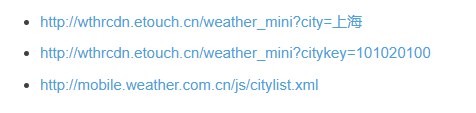 http://wthrcdn.etouch.cn/weather_mini?city=上海
http://wthrcdn.etouch.cn/weather_mini?citykey=101020100
http://mobile.weather.com.cn/js/citylist.xml